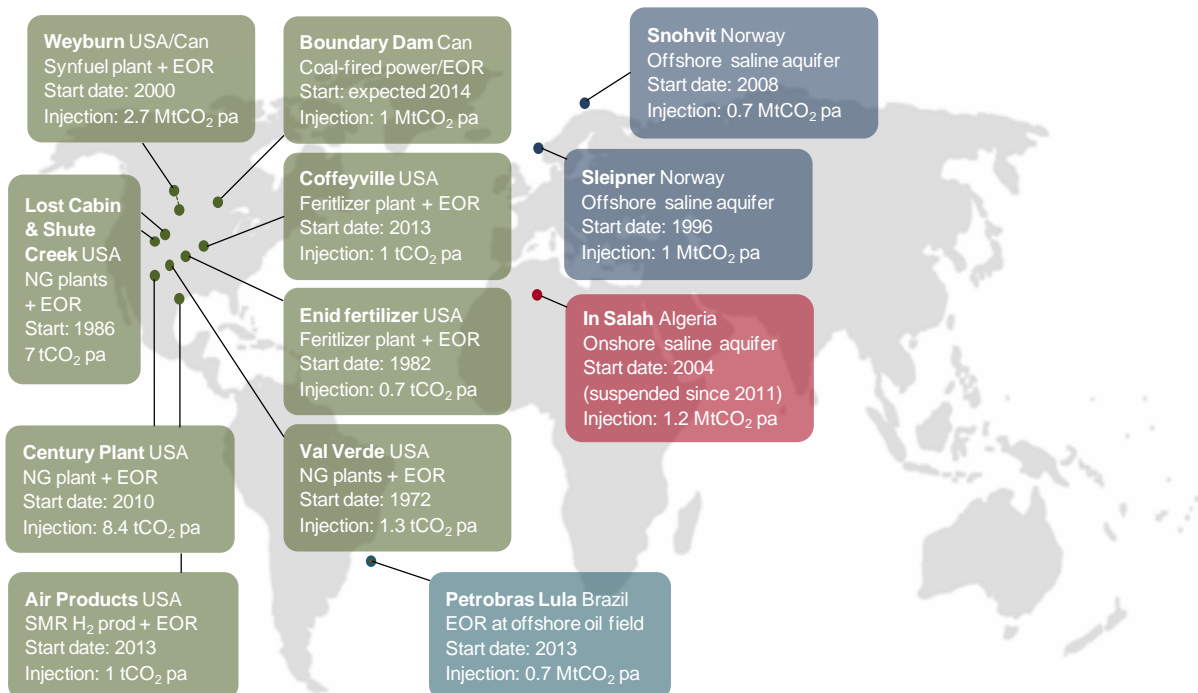 Weyburn USA/Can
Synfuel plant + EOR
Start date: 2000
Injection: 2.7 MtCO₂ pa
Boundary Dam Can
Coal-fired power/EOR
Start: expected 2014
Injection: 1 MtCO₂ pa
Snohvit Norway
Offshore saline aquifer
Start date: 2008
Injection: 0.7 MtCO₂ pa
Lost Cabin
& Shute
Creek USA
NG plants
+ EOR
Start: 1986
7 tCO₂ pa
Coffeyville USA
Feritlizer plant + EOR
Start date: 2013
Injection: 1 tCO₂ pa
Sleipner Norway
Offshore saline aquifer
Start date: 1996
Injection: 1 MtCO₂ pa
Enid fertilizer USA
Feritlizer plant + EOR
Start date: 1982
Injection: 0.7 tCO₂ pa
In Salah Algeria
Onshore saline aquifer
Start date: 2004
(suspended since 2011)
Injection: 1.2 MtCO₂ pa
Century Plant USA
NG plant + EOR
Start date: 2010
Injection: 8.4 tCO₂ pa
Val Verde USA
NG plants + EOR
Start date: 1972
Injection: 1.3 tCO₂ pa
Air Products USA
SMR H₂ prod + EOR
Start date: 2013
Injection: 1 tCO₂ pa
Petrobras Lula Brazil
EOR at offshore oil field
Start date: 2013
Injection: 0.7 MtCO₂ pa